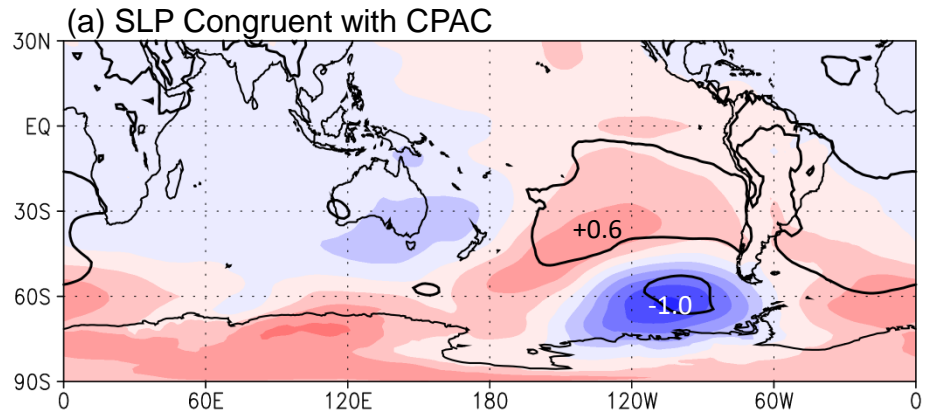 (a) SLP Congruent with CPAC
30N
EQ
30S
+0.6
60S
-1.0
90S
0 60E 120E 180 120W 60W 0